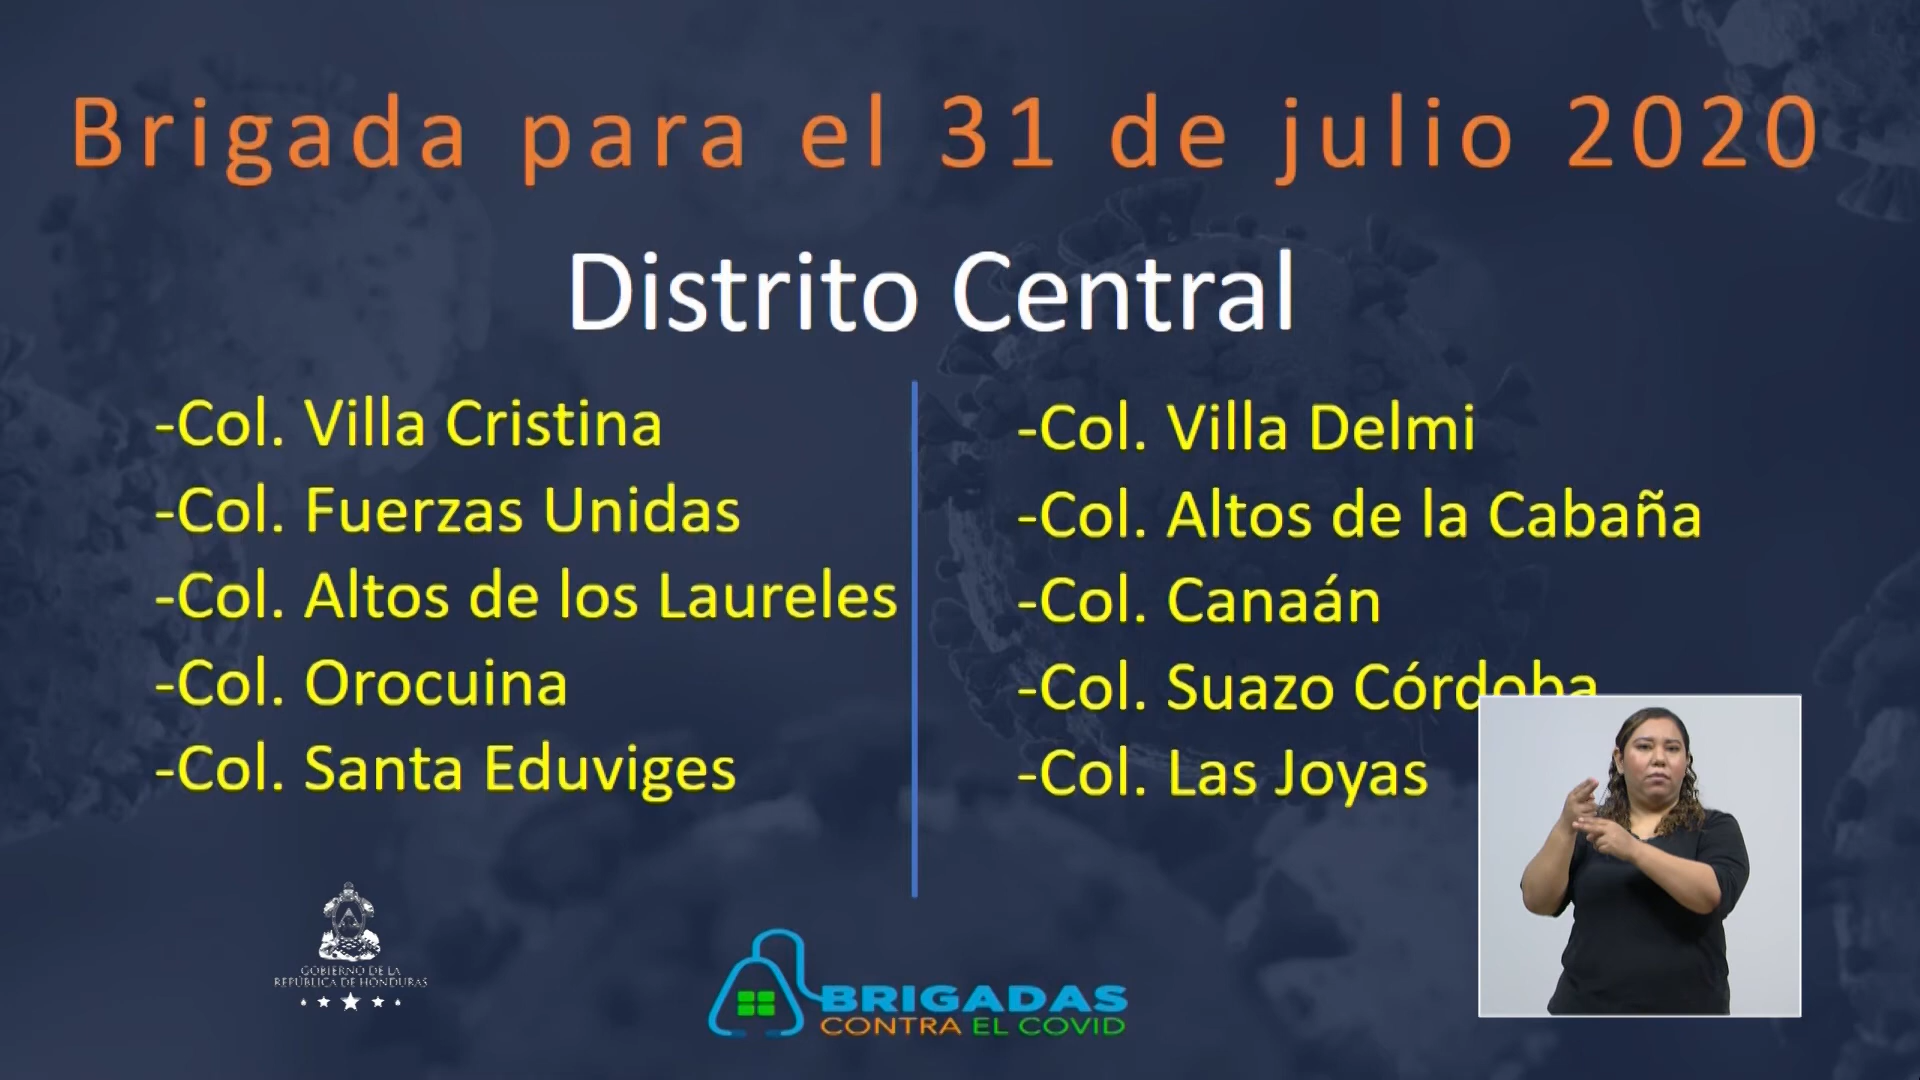 Brigada para el 31 de julio 2020
Distrito Central
-Col. Villa Cristina
-Col. Fuerzas Unidas
-Col. Altos de los Laureles
-Col. Orocuina
-Col. Santa Eduviges
-Col. Villa Delmi
-Col. Altos de la Cabaña
-Col. Canaán
-Col. Suazo Córdoba
-Col. Las Joyas
GOBIERNO DE LA
REPÚBLICA DE HONDURAS
BRIGADAS
CONTRA EL COVID